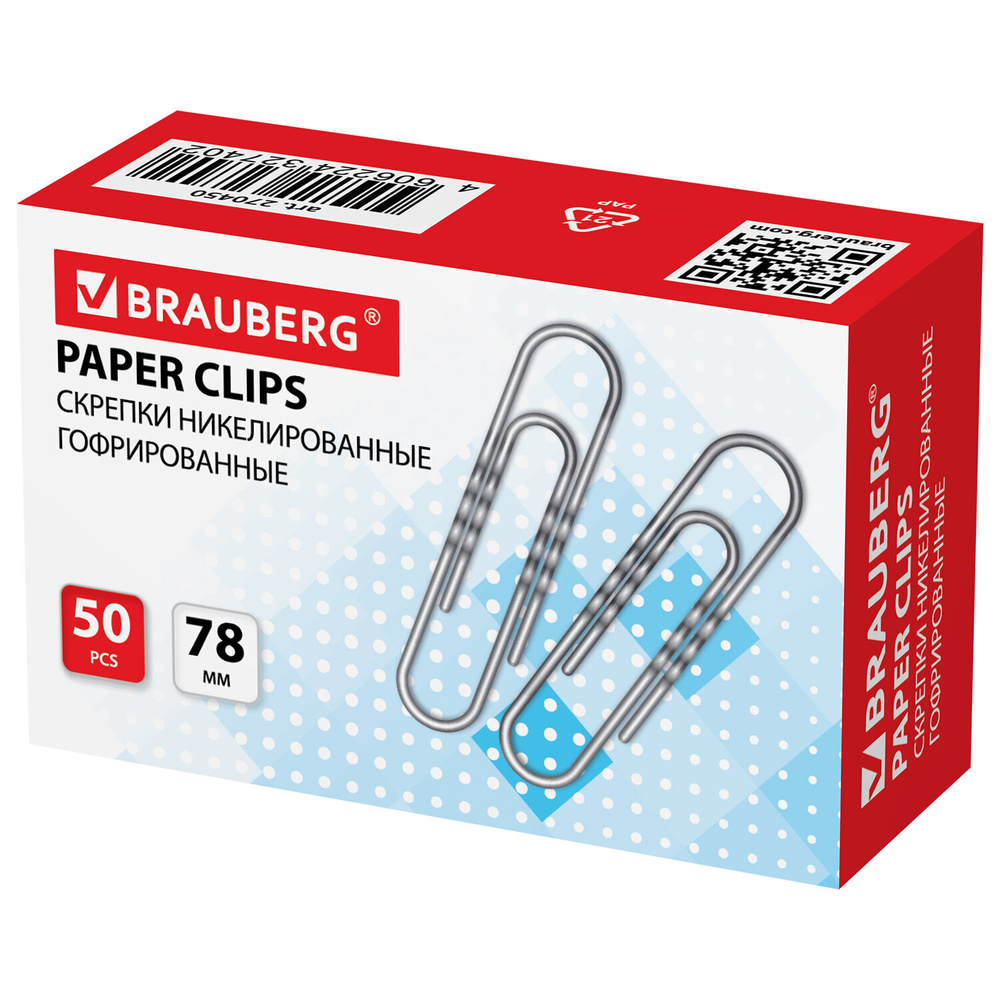 4 606224 327402
art. 270450
21
PAP
brauberg.com
BRAUBERG®
PAPER CLIPS
СКРЕПКИ НИКЕЛИРОВАННЫЕ
ГОФРИРОВАННЫЕ
50
PCS
78
ММ
BRAUBERG®
PAPER CLIPS
СКРЕПКИ НИКЕЛИРОВАННЫЕ
ГОФРИРОВАННЫЕ